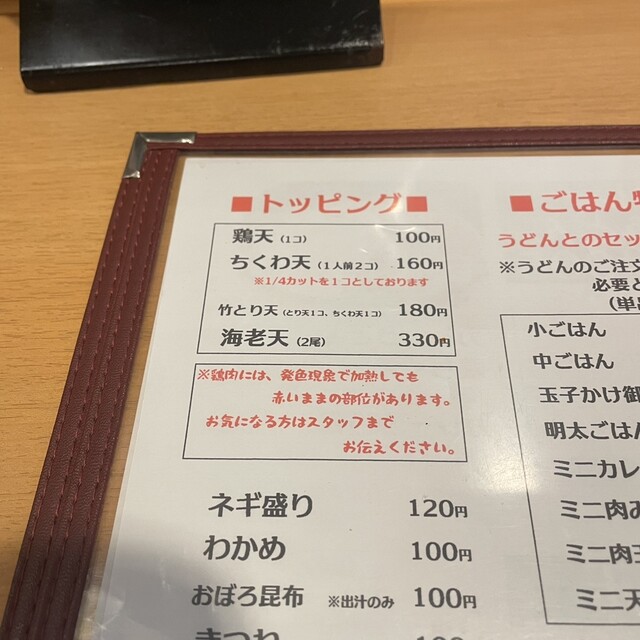 ■トッピング■
鶏天（1コ） 100円
ちくわ天（1人前2コ） 160円
※1/4カットを1コとしております
竹とり天（とり天1コ、ちくわ天1コ） 180円
海老天（2尾） 330円
※鶏肉には、発色現象で加熱しても
赤いままの部位があります。
お気になる方はスタッフまで
お伝えください。
ネギ盛り 120円
わかめ 100円
おぼろ昆布 ※出汁のみ 100円
■ごはん
うどんとのセッ
※うどんのご注文
必要と
小ごはん
中ごはん
玉子かけ御
明太ごはん
ミニカレ
ミニ肉み
ミニ肉玉
ミニ天